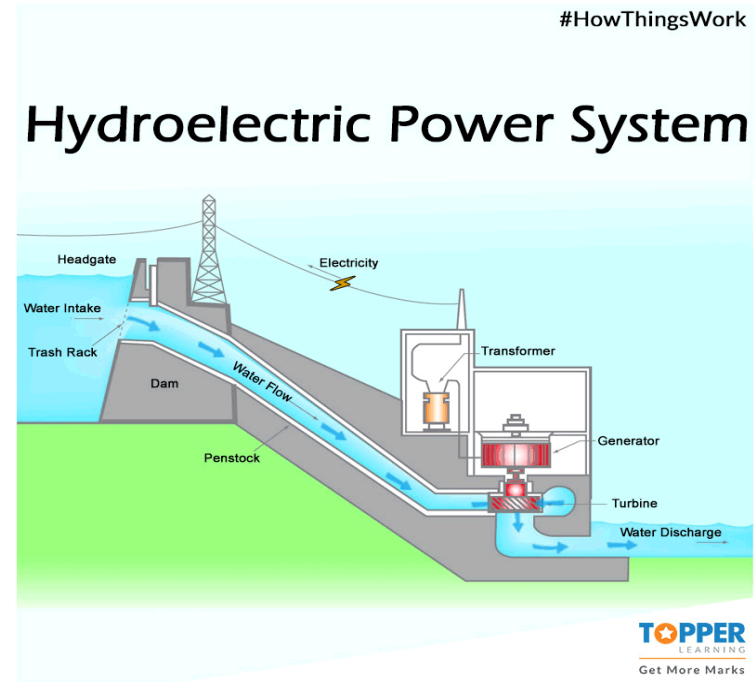 #HowThingsWork
Hydroelectric Power System
Headgate
Electricity
Water Intake
Trash Rack
Transformer
Water Flow
Dam
Generator
Penstock
Turbine
Water Discharge
TOPPER
LEARNING
Get More Marks